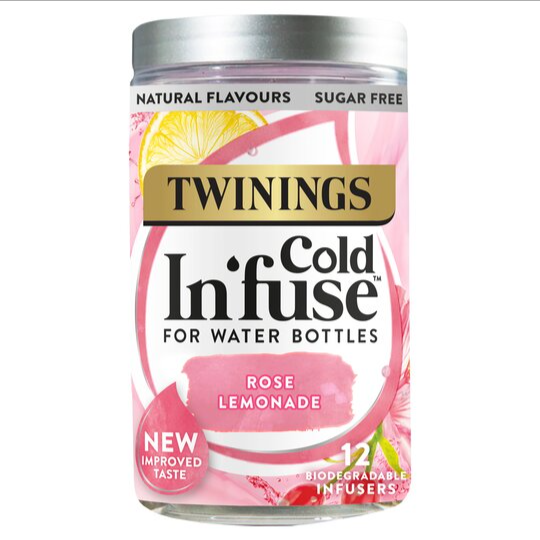 NATURAL FLAVOURS SUGAR FREE
TWININGS
Cold
In'fuse™
FOR WATER BOTTLES
ROSE
LEMONADE
NEW
IMPROVED
TASTE
12
BIODEGRADABLE
INFUSERS